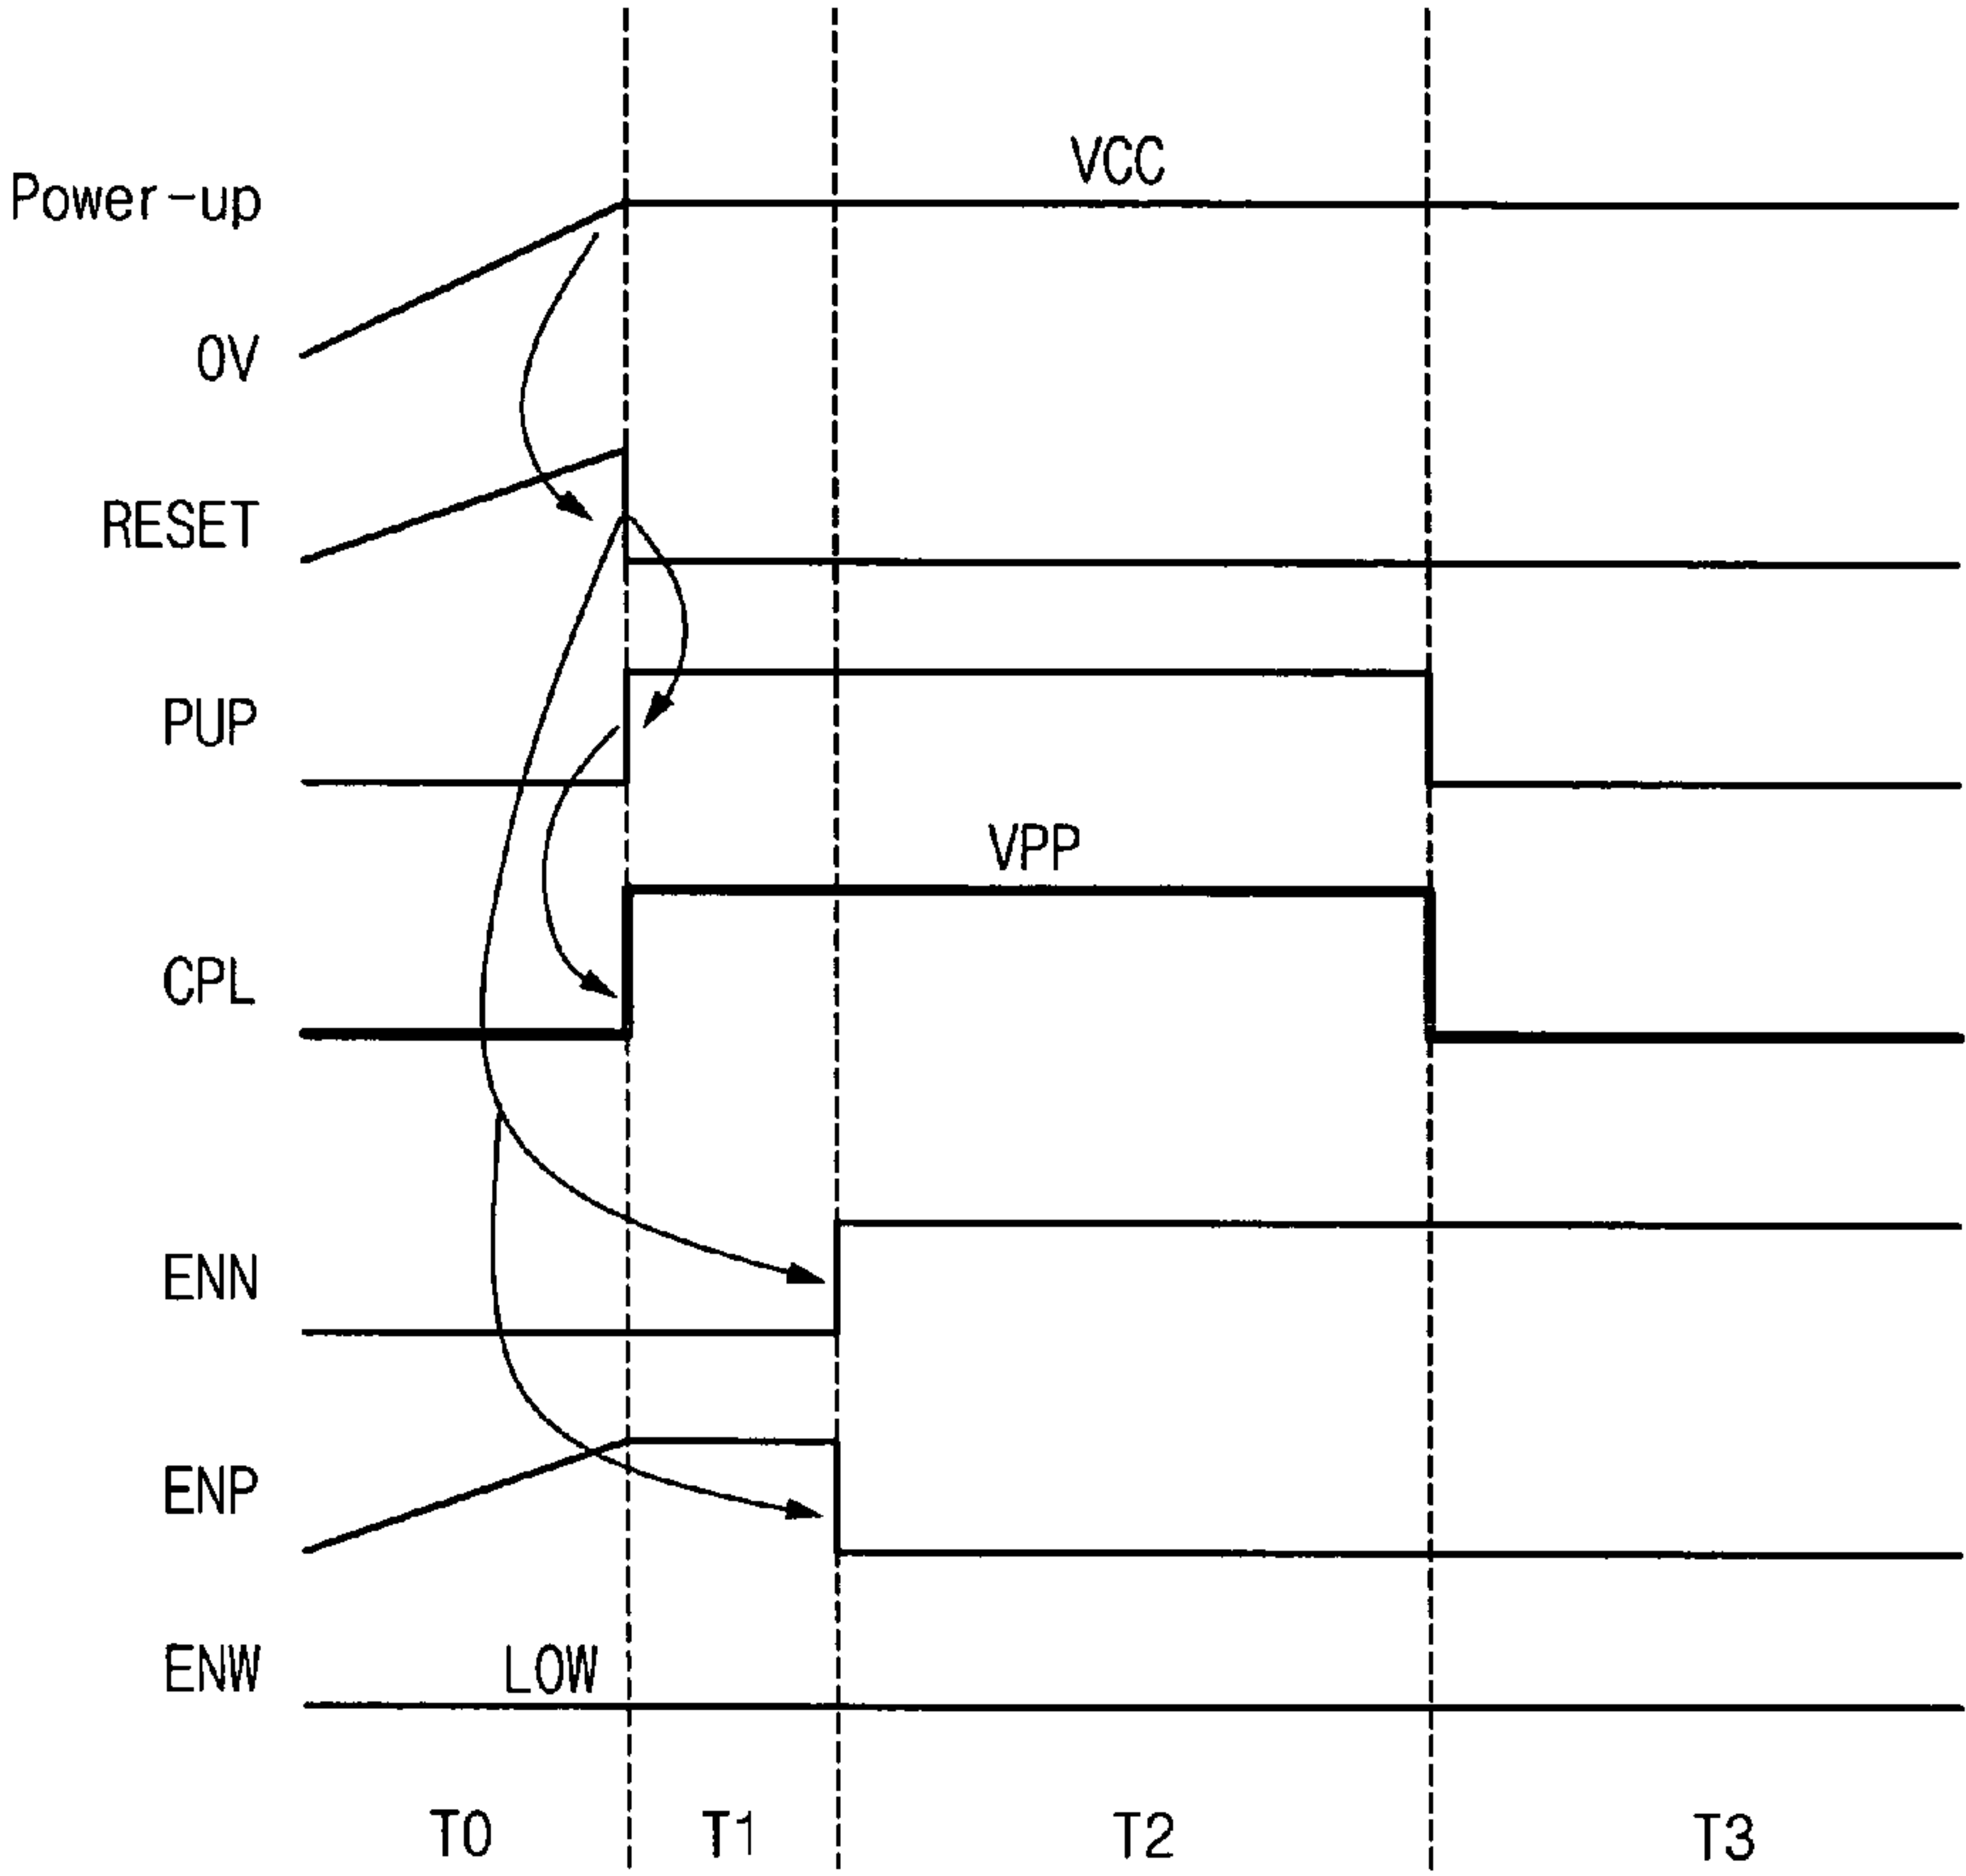 VCC
Power-up
0V
RESET
PUP
VPP
CPL
ENN
ENP
ENW LOW
T0 T1 T2 T3